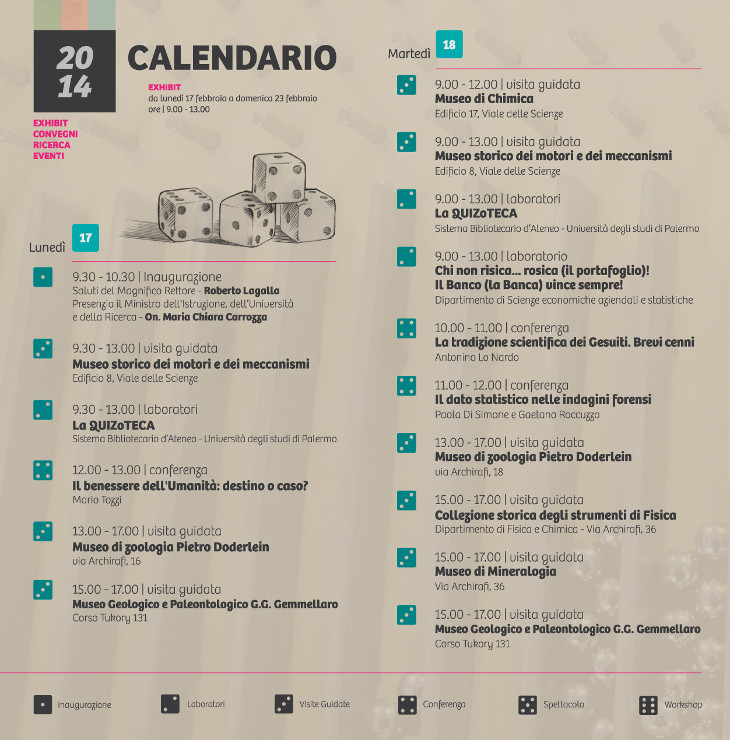 20
14
CALENDARIO
EXHIBIT
da lunedì 17 febbraio a domenica 23 febbraio
ore | 9.00 - 13.00
EXHIBIT
CONVEGNI
RICERCA
EVENTI
Lunedì 17
9.30 - 10.30 | Inaugurazione
Saluti del Magnifico Rettore - Roberto Lagalla
Presenzia il Ministro dell'Istruzione, dell'Università
e della Ricerca - On. Maria Chiara Carrozza
9.30 - 13.00 | visita guidata
Museo storico dei motori e dei meccanismi
Edificio 8, Viale delle Scienze
9.30 - 13.00 | laboratori
La QUIZoTECA
Sistema Bibliotecario d'Ateneo - Università degli studi di Palermo
12.00 - 13.00 | conferenza
Il benessere dell'Umanità: destino o caso?
Mario Tozzi
13.00 - 17.00 | visita guidata
Museo di zoologia Pietro Doderlein
via Archirafi, 16
15.00 - 17.00 | visita guidata
Museo Geologico e Paleontologico G.G. Gemmellaro
Corso Tukory 131
Martedì 18
9.00 - 12.00 | visita guidata
Museo di Chimica
Edificio 17, Viale delle Scienze
9.00 - 13.00 | visita guidata
Museo storico dei motori e dei meccanismi
Edificio 8, Viale delle Scienze
9.00 - 13.00 | laboratori
La QUIZoTECA
Sistema Bibliotecario d'Ateneo - Università degli studi di Palermo
9.00 - 13.00 | laboratorio
Chi non risica... rosica (il portafoglio)!
Il Banco (la Banca) vince sempre!
Dipartimento di Scienze economiche aziendali e statistiche
10.00 - 11.00 | conferenza
La tradizione scientifica dei Gesuiti. Brevi cenni
Antonino Lo Nardo
11.00 - 12.00 | conferenza
Il dato statistico nelle indagini forensi
Paola Di Simone e Gaetano Roccuzzo
13.00 - 17.00 | visita guidata
Museo di zoologia Pietro Doderlein
via Archirafi, 18
15.00 - 17.00 | visita guidata
Collezione storica degli strumenti di Fisica
Dipartimento di Fisica e Chimica - Via Archirafi, 36
15.00 - 17.00 | visita guidata
Museo di Mineralogia
Via Archirafi, 36
15.00 - 17.00 | visita guidata
Museo Geologico e Paleontologico G.G. Gemmellaro
Corso Tukory 131
Inaugurazione Laboratori Visite Guidate Conferenza Spettacolo Workshop